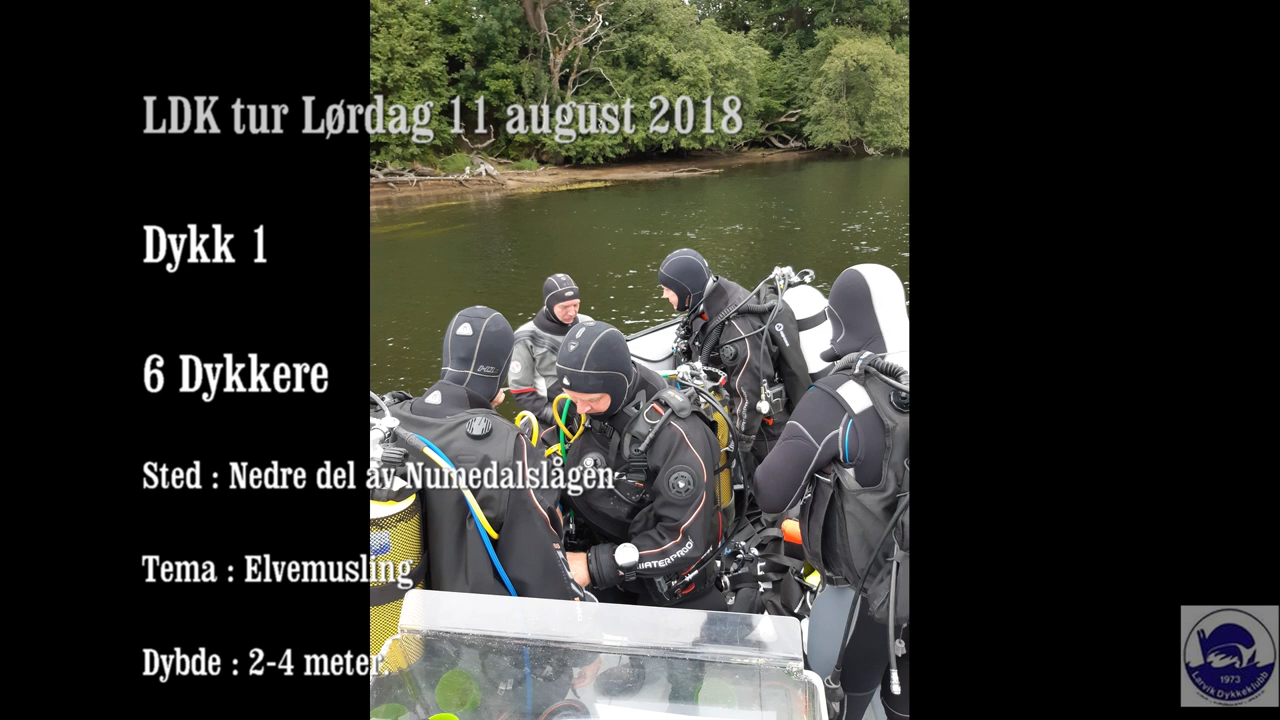 LDK tur Lørdag 11 august 2018
Dykk 1
6 Dykkere
Sted : Nedre del av Numedalslågen
Tema : Elvemusling
Dybde : 2-4 meter
WATERPROOF
1973
Larvik Dykkeklubb